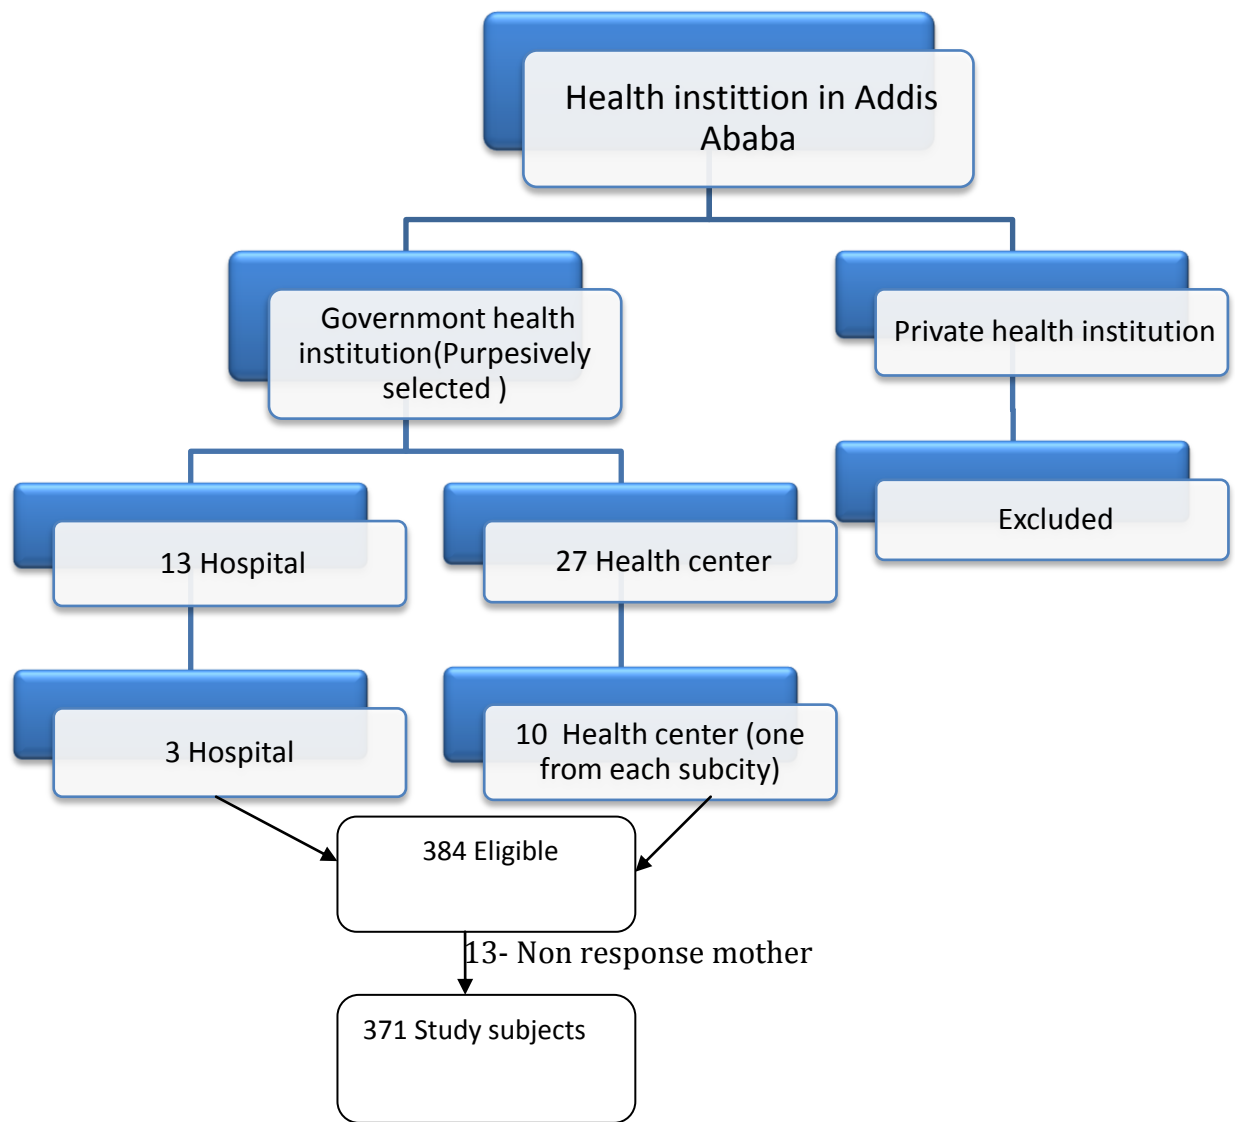 Health instittion in Addis
Ababa
Governmont health
institution(Purpesively
selected )
Private health institution
13 Hospital
27 Health center
Excluded
3 Hospital
10  Health center (one
from each subcity)
384 Eligible
13- Non response mother
371 Study subjects